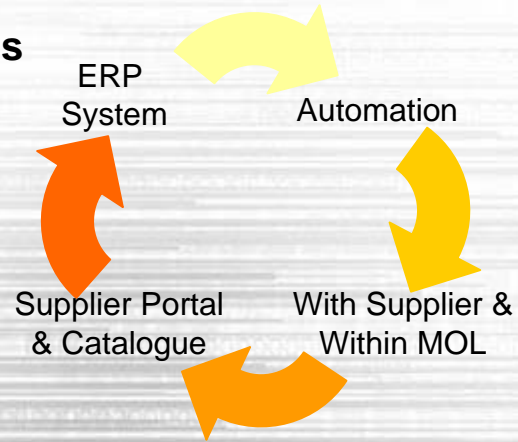 s
ERP
System
Automation
With Supplier &
Within MOL
Supplier Portal
& Catalogue